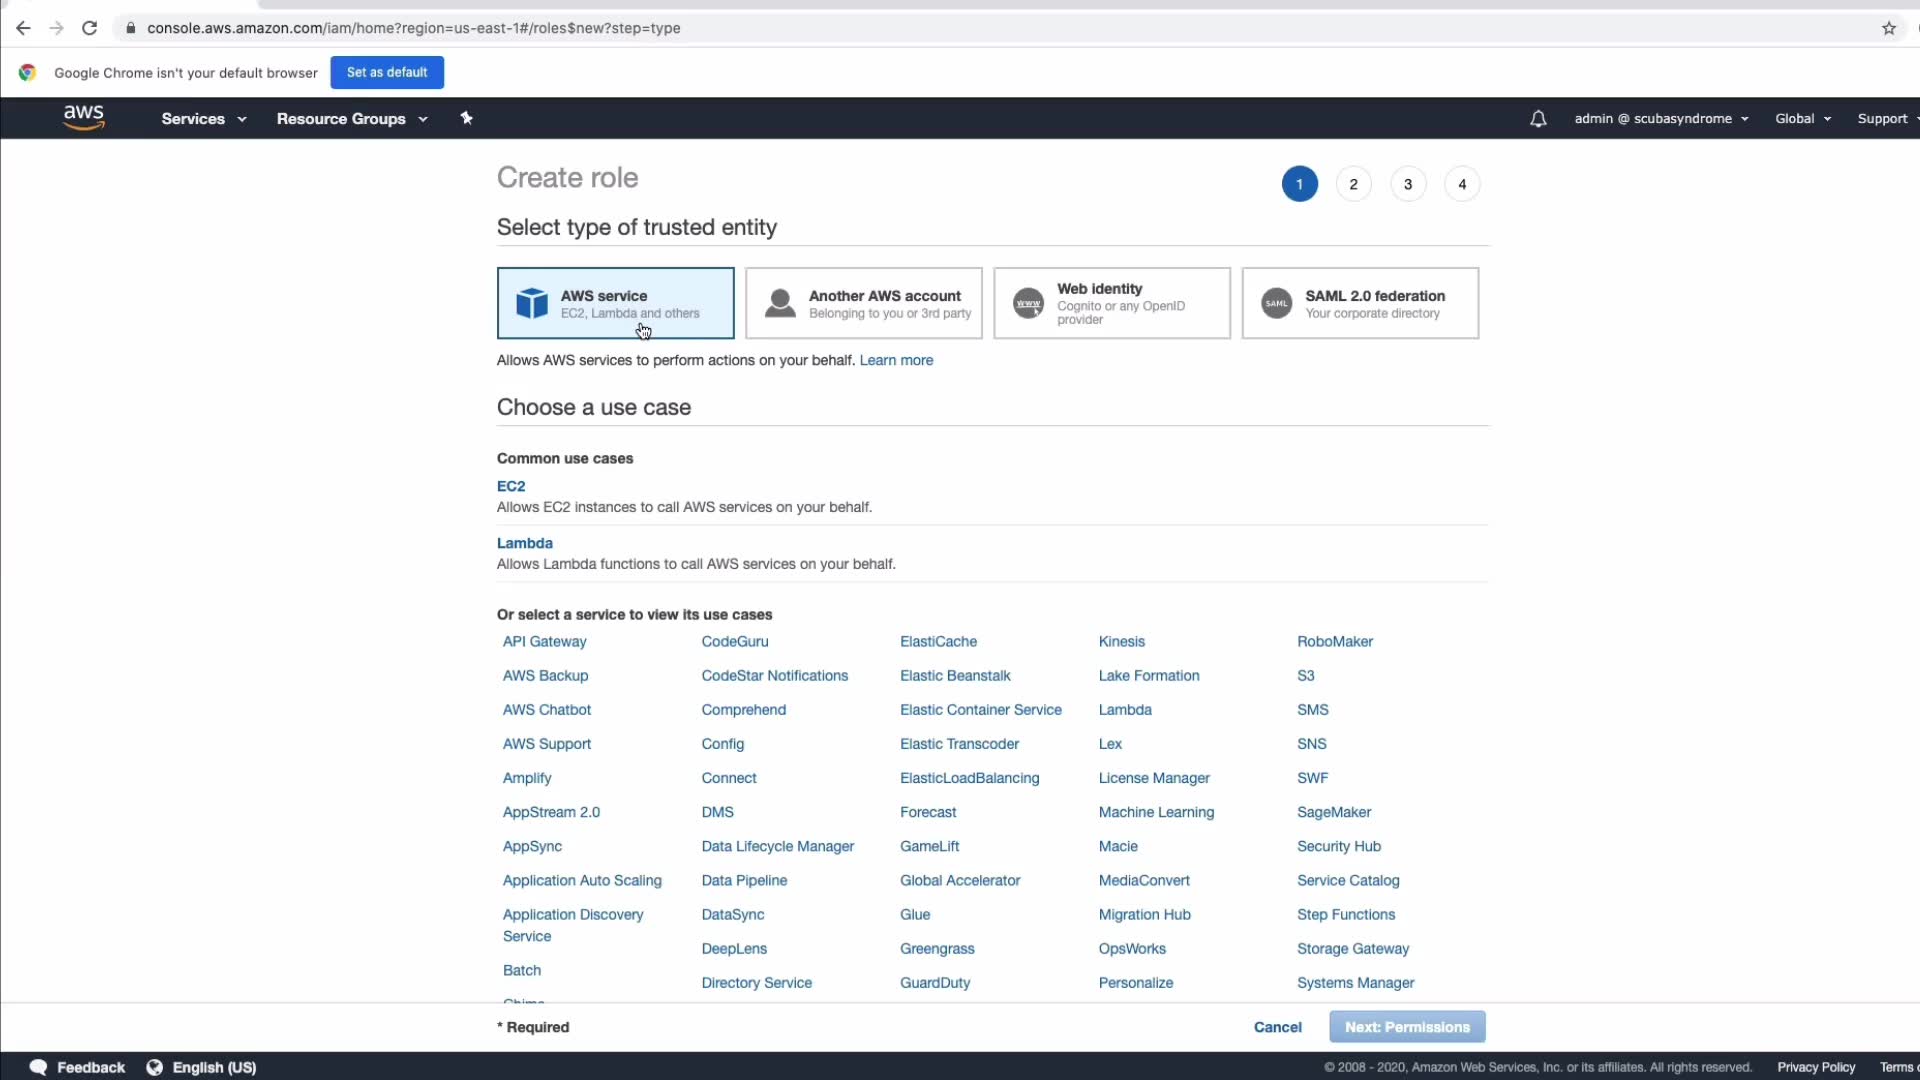 console.aws.amazon.com/iam/home?region=us-east-1#/roles$new?step=type
Google Chrome isn't your default browser
Set as default
aws
Services
Resource Groups
admin @ scubasyndrome
Global
Support
Create role
1
2
3
4
Select type of trusted entity
AWS service
EC2, Lambda and others
Another AWS account
Belonging to you or 3rd party
www
Web identity
Cognito or any OpenID
provider
SAML
SAML 2.0 federation
Your corporate directory
Allows AWS services to perform actions on your behalf. Learn more
Choose a use case
Common use cases
EC2
Allows EC2 instances to call AWS services on your behalf.
Lambda
Allows Lambda functions to call AWS services on your behalf.
Or select a service to view its use cases
API Gateway
CodeGuru
ElastiCache
Kinesis
RoboMaker
AWS Backup
CodeStar Notifications
Elastic Beanstalk
Lake Formation
S3
AWS Chatbot
Comprehend
Elastic Container Service
Lambda
SMS
AWS Support
Config
Elastic Transcoder
Lex
SNS
Amplify
Connect
ElasticLoadBalancing
License Manager
SWF
AppStream 2.0
DMS
Forecast
Machine Learning
SageMaker
AppSync
Data Lifecycle Manager
GameLift
Macie
Security Hub
Application Auto Scaling
Data Pipeline
Global Accelerator
MediaConvert
Service Catalog
Application Discovery
Service
DataSync
Glue
Migration Hub
Step Functions
DeepLens
Greengrass
OpsWorks
Storage Gateway
Batch
Directory Service
GuardDuty
Personalize
Systems Manager
* Required
Cancel
Next: Permissions
Feedback
English (US)
© 2008 - 2020, Amazon Web Services, Inc. or its affiliates. All rights reserved.
Privacy Policy
Terms